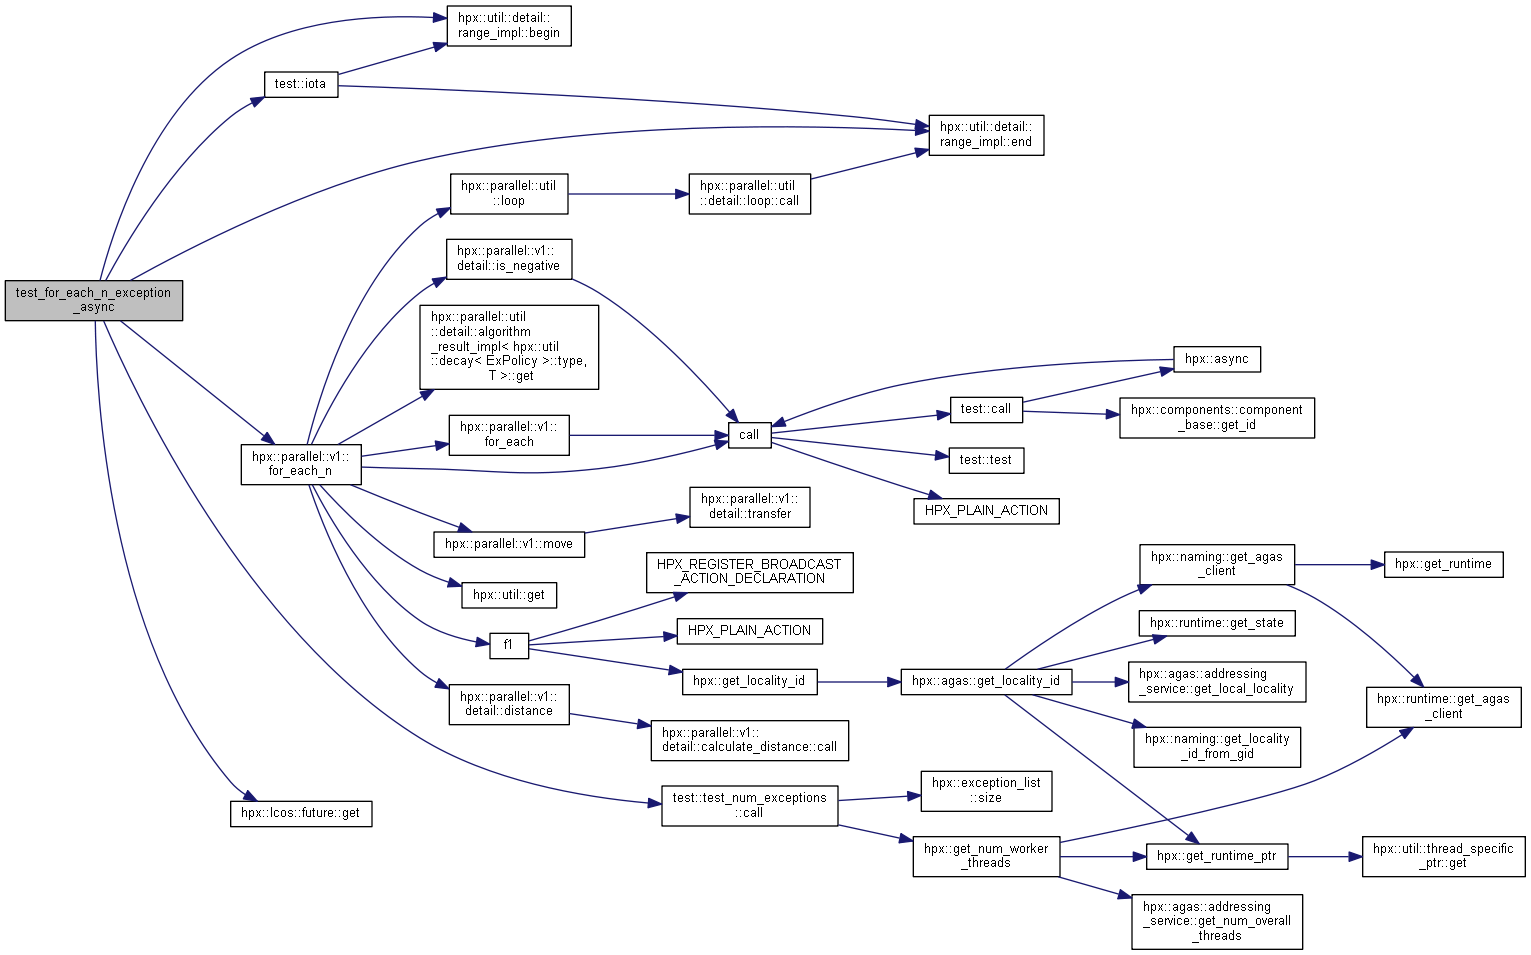 hpx::util::detail::
range_impl::begin
test::iota
hpx::util::detail::
range_impl::end
hpx::parallel::util
::loop
hpx::parallel::util
::detail::loop::call
hpx::parallel::v1::
detail::is_negative
test_for_each_n_exception
_async
hpx::parallel::util
::detail::algorithm
_result_impl< hpx::util
::decay< ExPolicy >::type,
T >::get
hpx::async
test::call
hpx::components::component
_base::get_id
hpx::parallel::v1::
for_each
call
hpx::parallel::v1::
for_each_n
test::test
HPX_PLAIN_ACTION
hpx::parallel::v1::
detail::transfer
hpx::parallel::v1::move
HPX_REGISTER_BROADCAST
_ACTION_DECLARATION
hpx::naming::get_agas
_client
hpx::get_runtime
hpx::util::get
HPX_PLAIN_ACTION
hpx::runtime::get_state
f1
hpx::get_locality_id
hpx::agas::get_locality_id
hpx::agas::addressing
_service::get_local_locality
hpx::parallel::v1::
detail::distance
hpx::runtime::get_agas
_client
hpx::parallel::v1::
detail::calculate_distance::call
hpx::naming::get_locality
_id_from_gid
hpx::lcos::future::get
test::test_num_exceptions
::call
hpx::exception_list
::size
hpx::get_num_worker
_threads
hpx::get_runtime_ptr
hpx::util::thread_specific
_ptr::get
hpx::agas::addressing
_service::get_num_overall
_threads